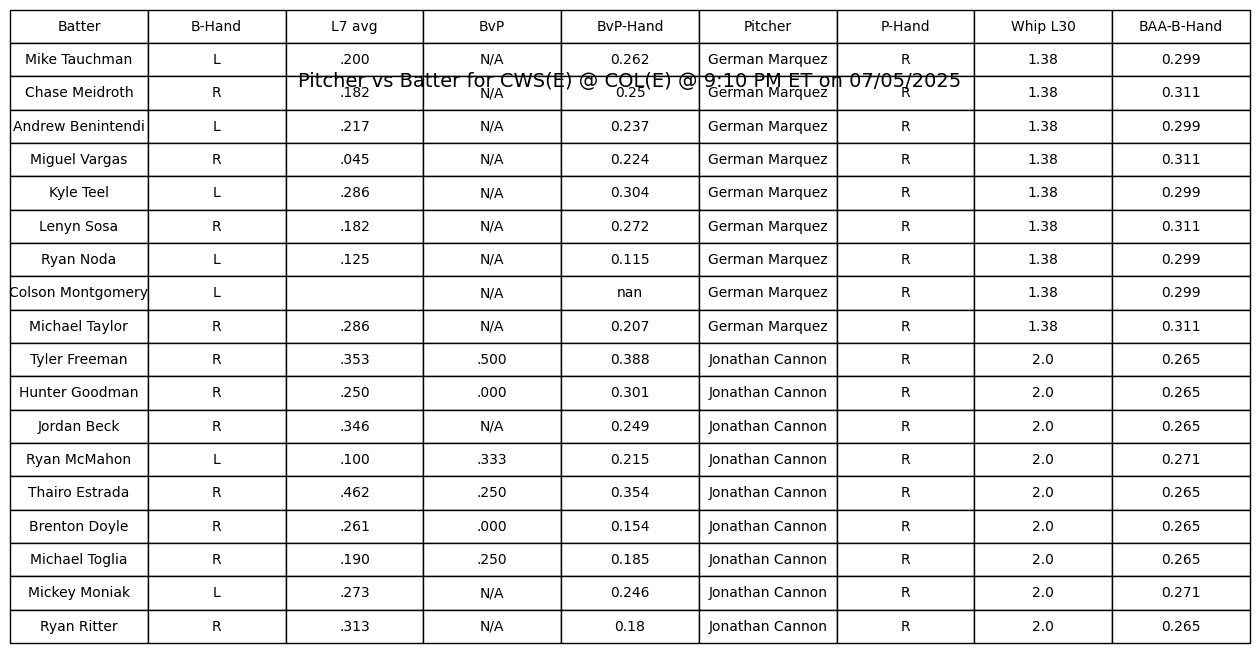 Batter B-Hand L7 avg BvP BvP-Hand Pitcher P-Hand Whip L30 BAA-B-Hand
Mike Tauchman L .200 N/A 0.262 German Marquez R 1.38 0.299
Pitcher vs Batter for CWS(E) @ COL(E) @ 9:10 PM ET on 07/05/2025
Chase Meidroth R .182 N/A 0.25 German Marquez R 1.38 0.311
Andrew Benintendi L .217 N/A 0.237 German Marquez R 1.38 0.299
Miguel Vargas R .045 N/A 0.224 German Marquez R 1.38 0.311
Kyle Teel L .286 N/A 0.304 German Marquez R 1.38 0.299
Lenyn Sosa R .182 N/A 0.272 German Marquez R 1.38 0.311
Ryan Noda L .125 N/A 0.115 German Marquez R 1.38 0.299
Colson Montgomery L N/A nan German Marquez R 1.38 0.299
Michael Taylor R .286 N/A 0.207 German Marquez R 1.38 0.311
Tyler Freeman R .353 .500 0.388 Jonathan Cannon R 2.0 0.265
Hunter Goodman R .250 .000 0.301 Jonathan Cannon R 2.0 0.265
Jordan Beck R .346 N/A 0.249 Jonathan Cannon R 2.0 0.265
Ryan McMahon L .100 .333 0.215 Jonathan Cannon R 2.0 0.271
Thairo Estrada R .462 .250 0.354 Jonathan Cannon R 2.0 0.265
Brenton Doyle R .261 .000 0.154 Jonathan Cannon R 2.0 0.265
Michael Toglia R .190 .250 0.185 Jonathan Cannon R 2.0 0.265
Mickey Moniak L .273 N/A 0.246 Jonathan Cannon R 2.0 0.271
Ryan Ritter R .313 N/A 0.18 Jonathan Cannon R 2.0 0.265